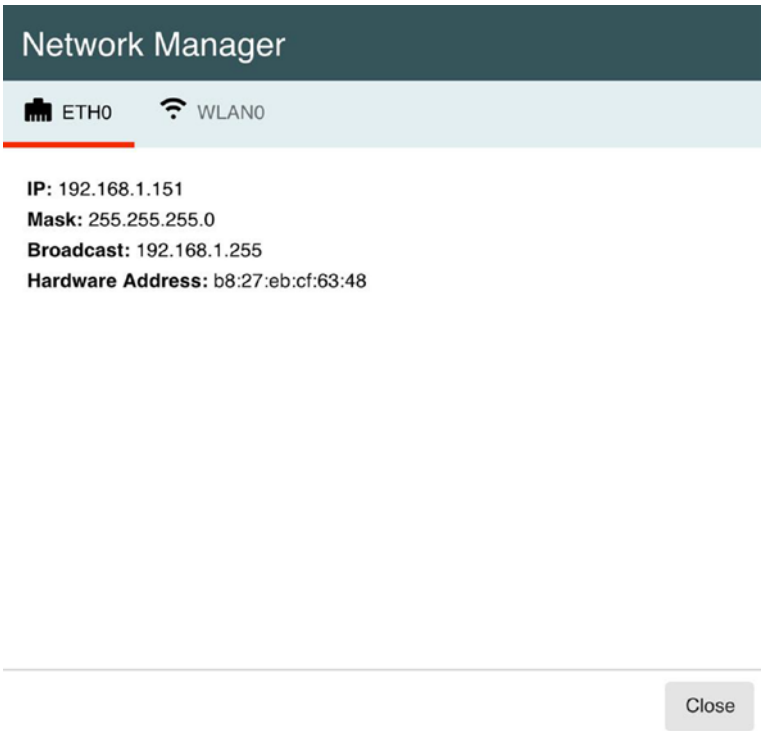 Network Manager
ETH0 WLAN0
IP: 192.168.1.151
Mask: 255.255.255.0
Broadcast: 192.168.1.255
Hardware Address: b8:27:eb:cf:63:48
Close